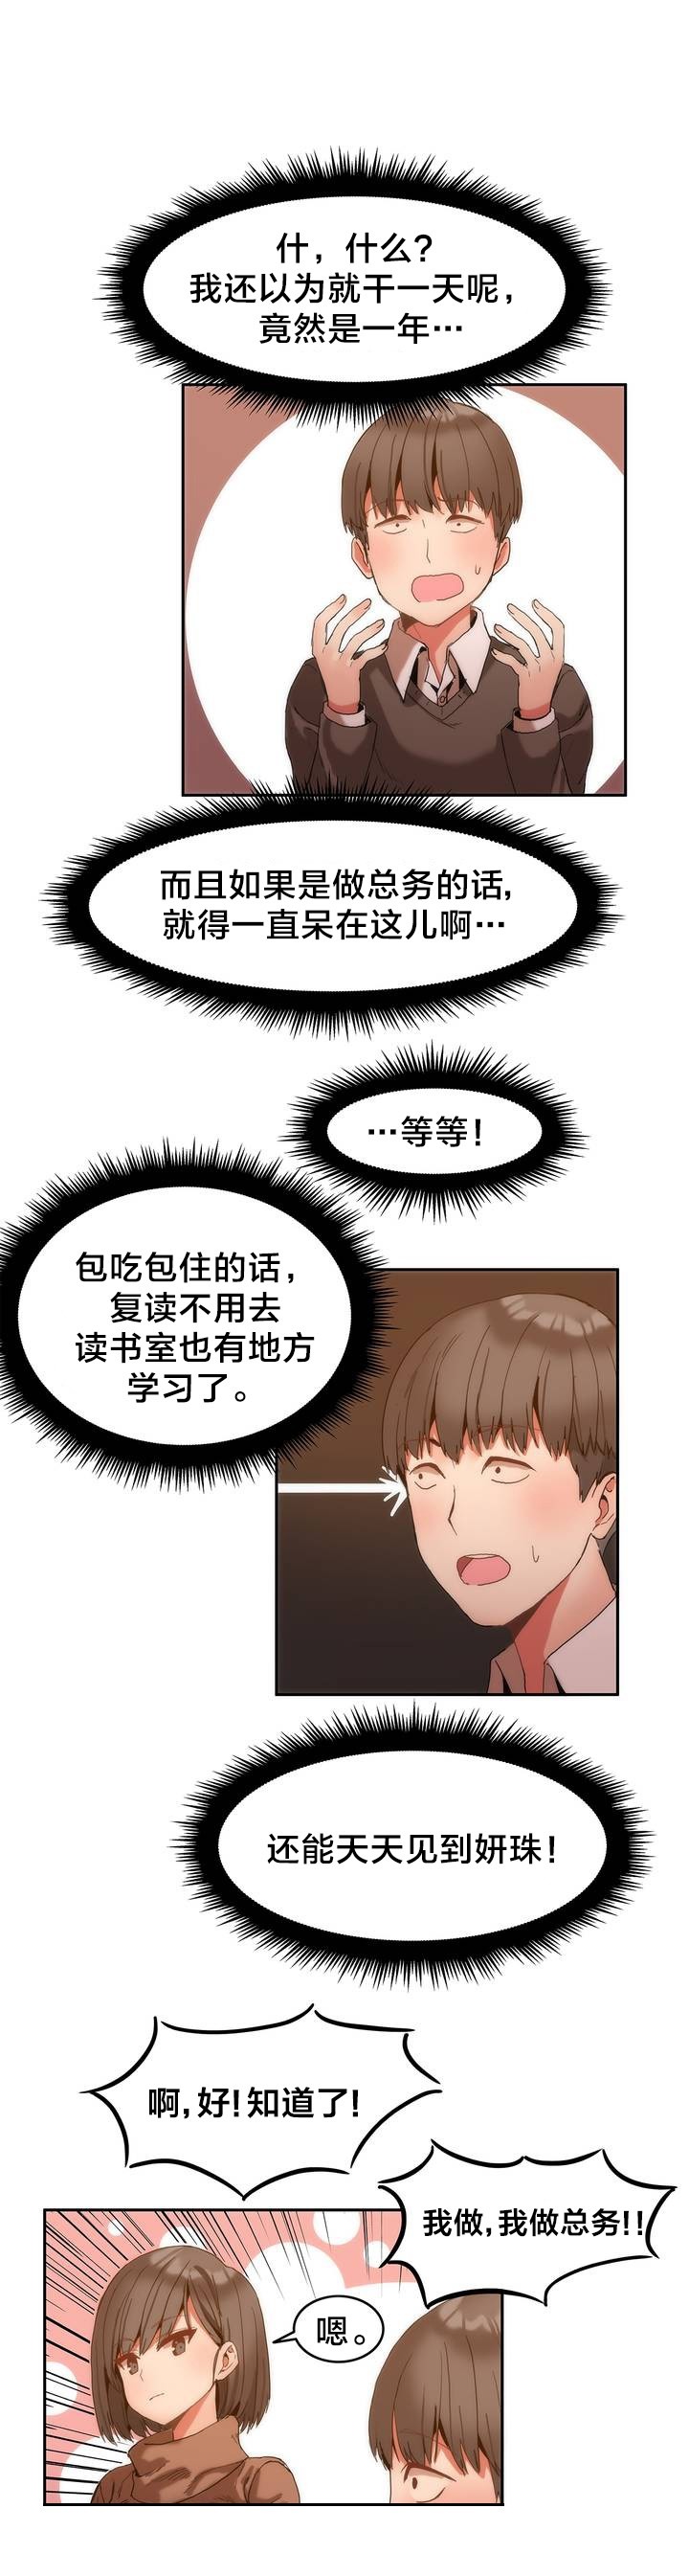 什，什么？
我还以为就干一天呢，
竟然是一年…
而且如果是做总务的话，
就得一直呆在这儿啊…
…等等！
包吃包住的话，
复读不用去
读书室也有地方
学习了。
还能天天见到妍珠！
啊，好！知道了！
我做，我做总务！！
嗯。